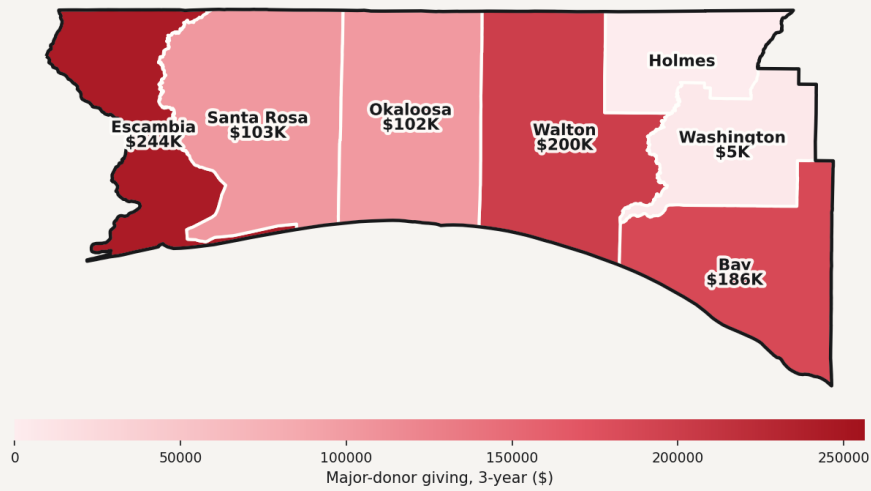 Holmes
Santa Rosa
$103K
Okaloosa
$102K
Escambia
$244K
Walton
$200K
Washington
$5K
Bay
$186K
0
50000
100000
150000
200000
250000
Major-donor giving, 3-year ($)